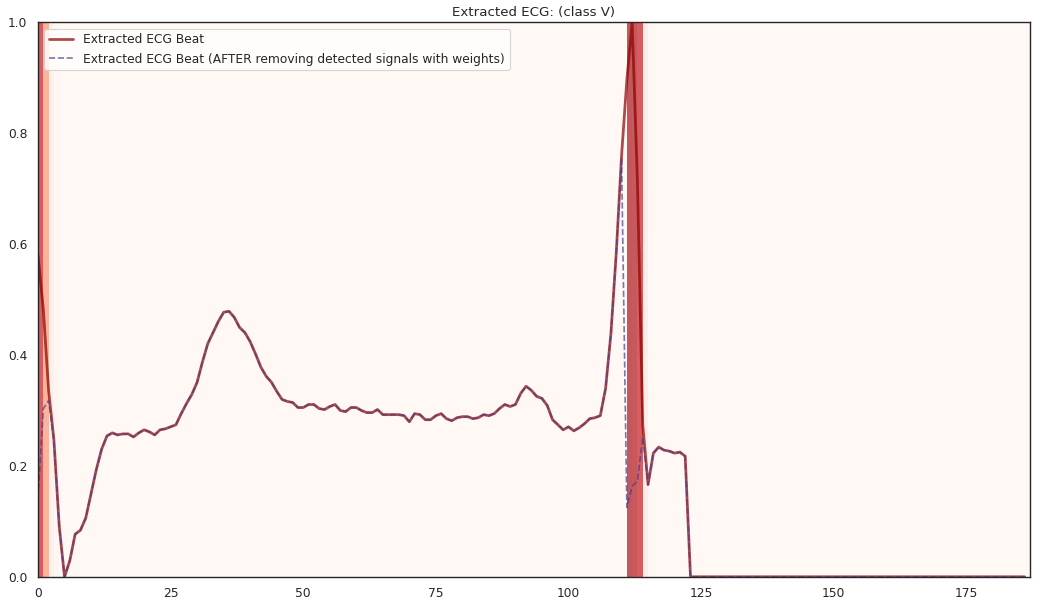 Extracted ECG: (class V)
Extracted ECG Beat
Extracted ECG Beat (AFTER removing detected signals with weights)
1.0
0.8
0.6
0.4
0.2
0.0
0 25 50 75 100 125 150 175